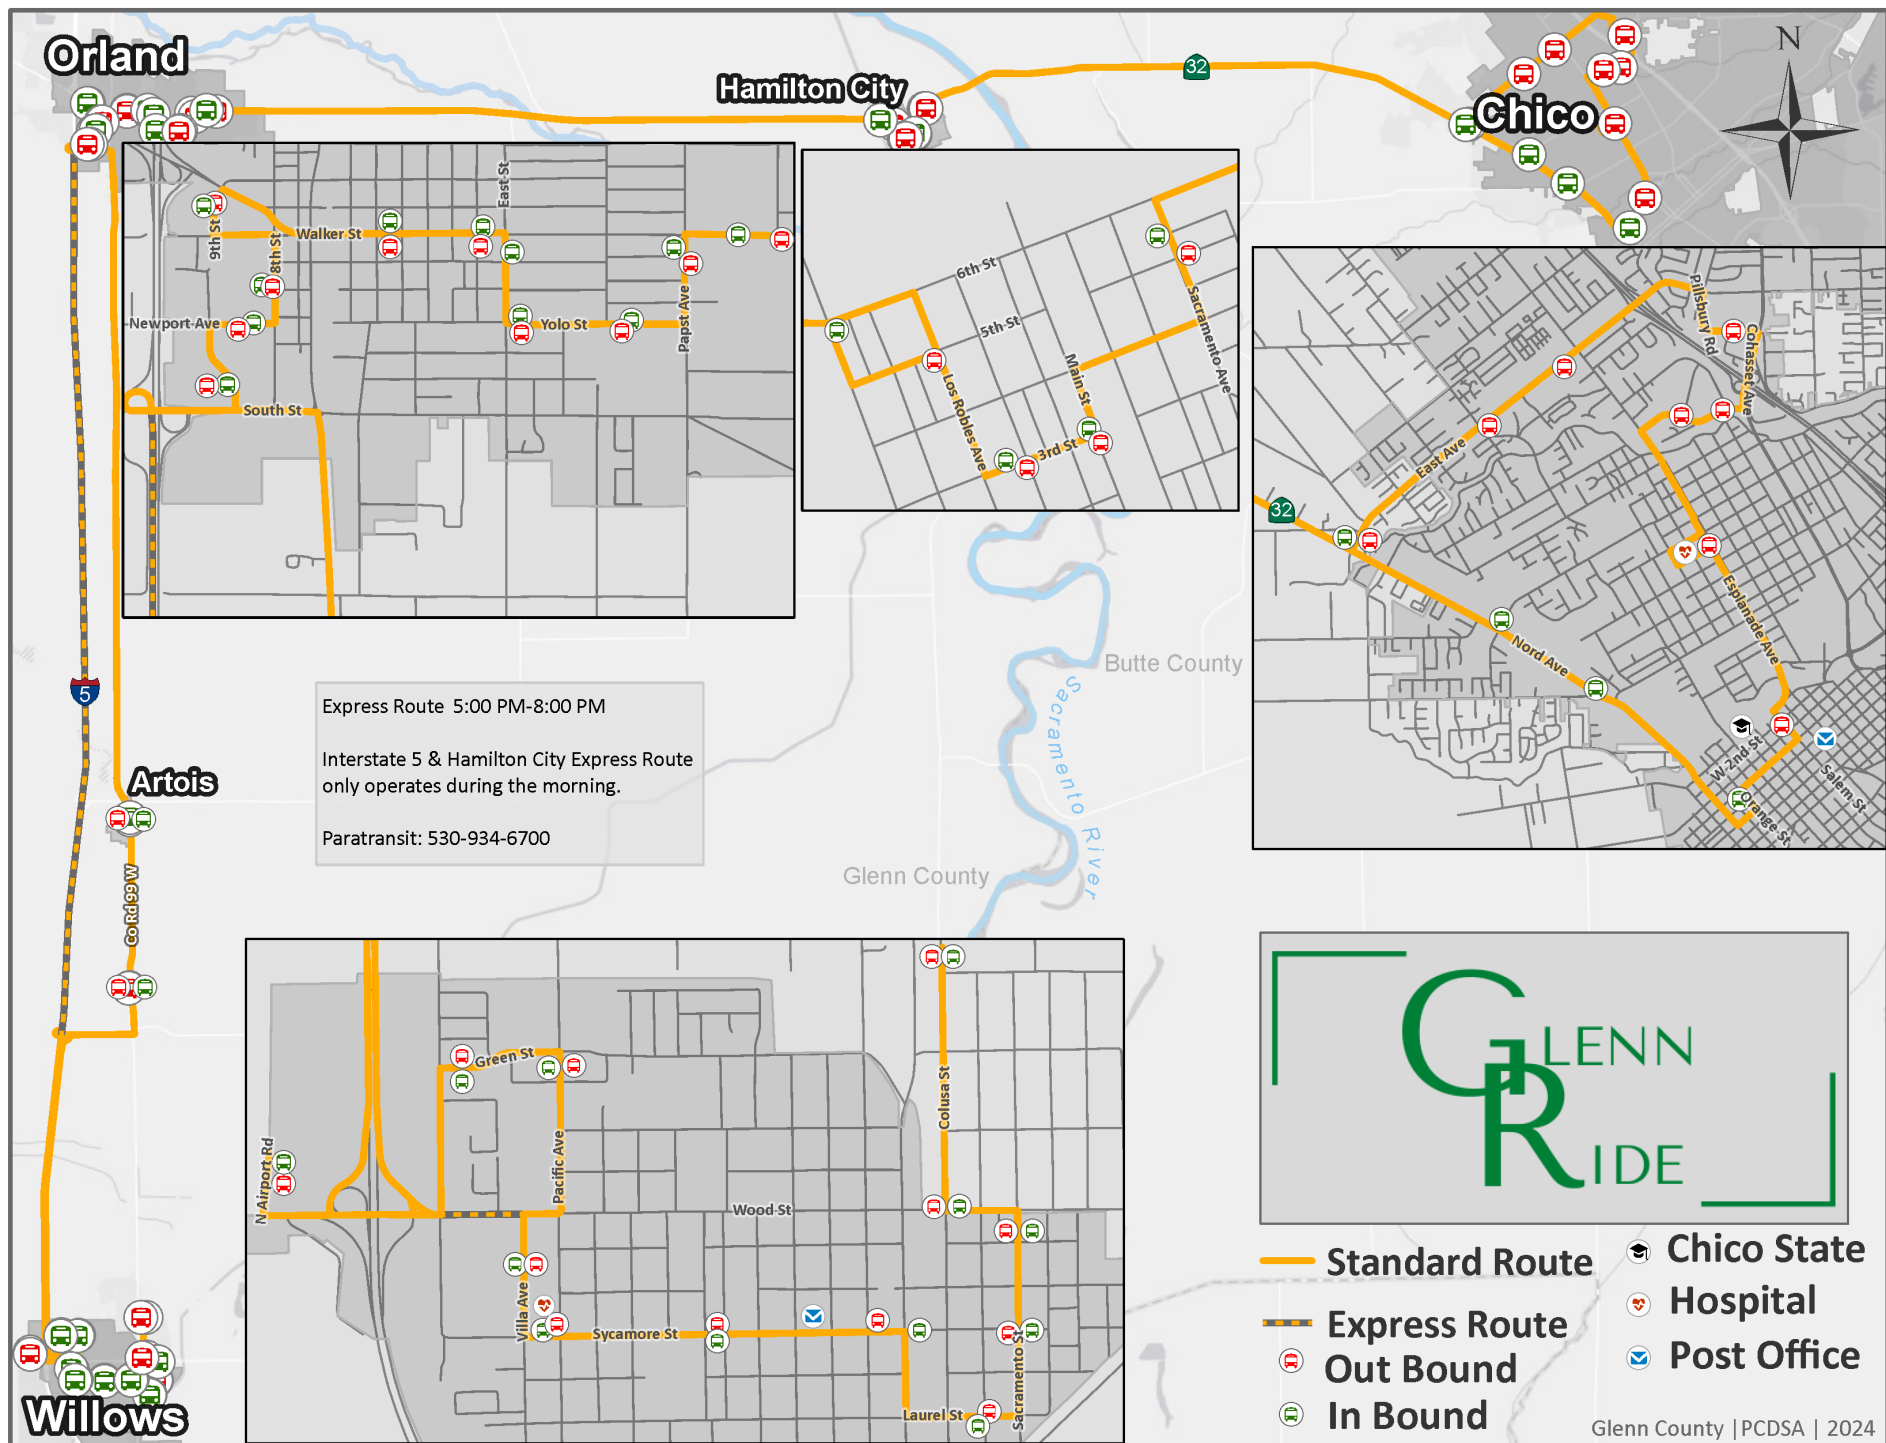 Orland
Hamilton City
32
Chico
N
9th St
8th St
Walker St
East St
Newport Ave
Yolo St
Papst Ave
South St
6th St
5th St
Los Robles Ave
Main St
3rd St
Sacramento Ave
Pillsbury Rd
Cohasset Ave
East Ave
32
Nord Ave
Esplanade Ave
W 2nd St
Salem St
Orange St
5
Express Route 5:00 PM-8:00 PM
Interstate 5 & Hamilton City Express Route
only operates during the morning.
Paratransit: 530-934-6700
Butte County
Sacramento River
Glenn County
Artois
Co Rd 99 W
Green St
Pacific Ave
N Airport Rd
Wood St
Colusa St
Villa Ave
Sycamore St
Sacramento St
Laurel St
Willows
GLENN
RIDE
Standard Route
Express Route
Out Bound
In Bound
Chico State
Hospital
Post Office
Glenn County |PCDSA | 2024